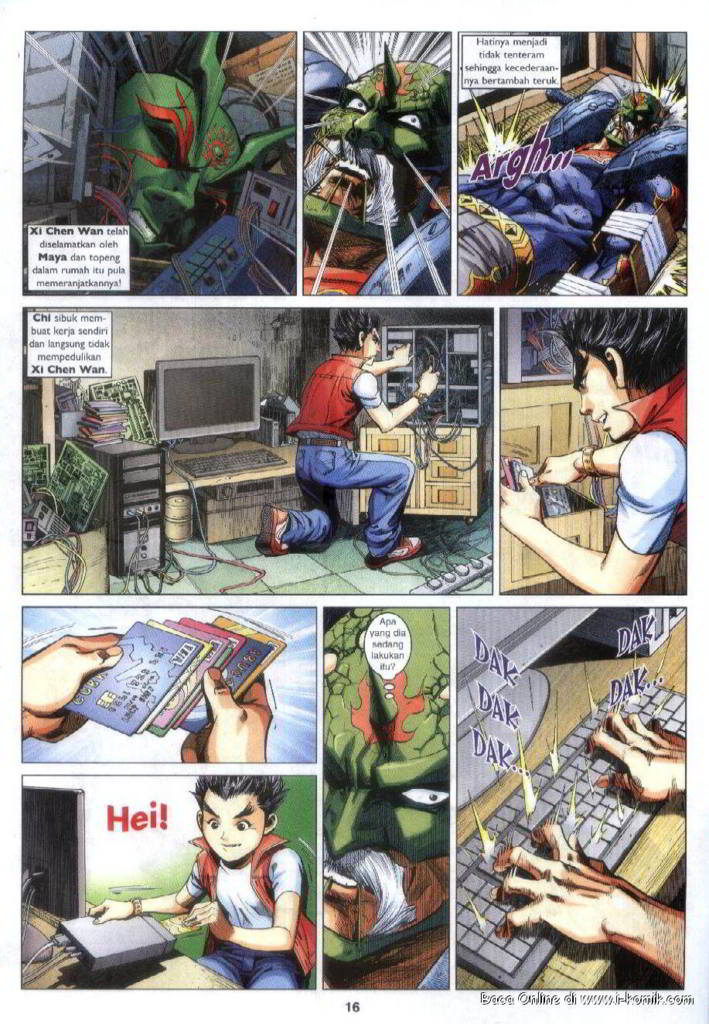 Hatinya menjadi
tidak tenteram
sehingga kecederaan-
nya bertambah teruk.
Argh...
Xi Chen Wan telah
diselamatkan oleh
Maya dan topeng
dalam rumah itu pula
memeranjatkannya!
Chi sibuk mem-
buat kerja sendiri
dan langsung tidak
mempedulikan
Xi Chen Wan.
Apa
yang dia
sedang
lakukan
itu?
DAK
DAK
DAK...
DAK
DAK...
Hei!
16
Baca Online di www.i-komik.com